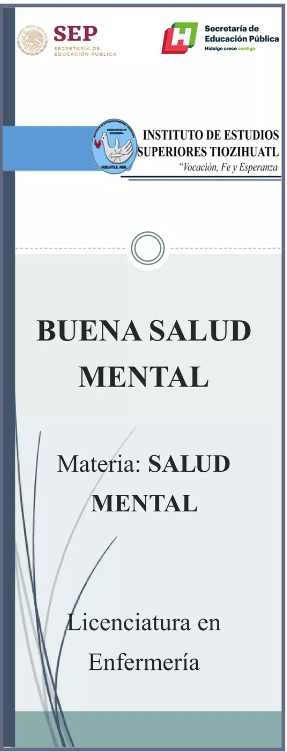 SEP
SECRETARÍA DE
EDUCACIÓN PÚBLICA
Secretaría de
Educación Pública
Hidalgo crece contigo
INSTITUTO DE ESTUDIOS
SUPERIORES TIOZIHUATL
“Vocación, Fe y Esperanza
BUENA SALUD
MENTAL
Materia: SALUD
MENTAL
Licenciatura en
Enfermería